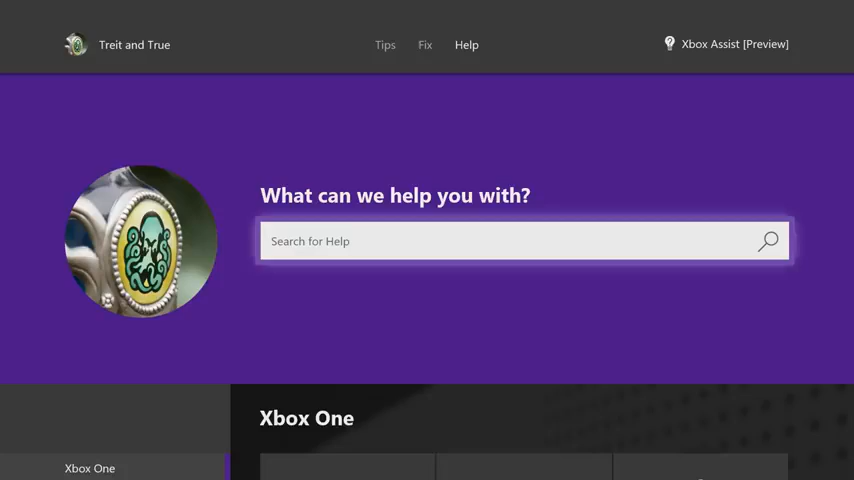 Treit and True
Tips
Fix
Help
Xbox Assist [Preview]
What can we help you with?
Search for Help
Xbox One
Xbox One